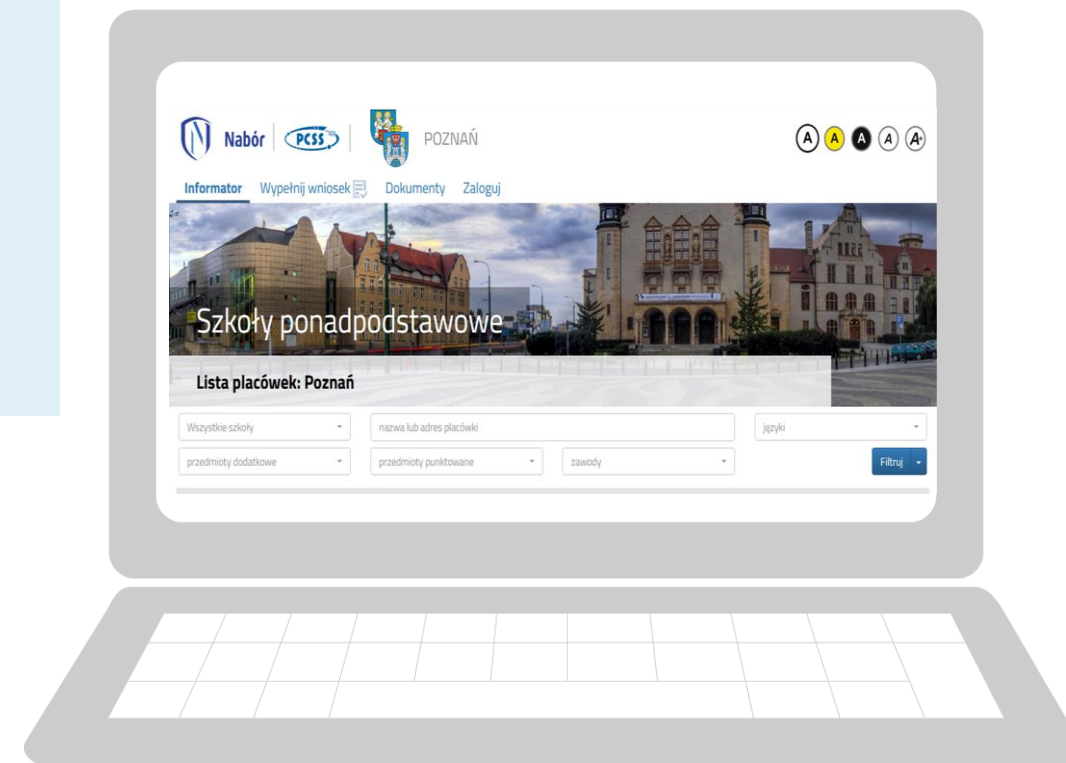 Nabór PCSS POZNAŃ A A A A A+
Informator Wypełnij wniosek Dokumenty Zaloguj
Szkoły ponadpodstawowe
Lista placówek: Poznań
Wszystkie szkoły nazwa lub adres placówki języki
przedmioty dodatkowe przedmioty punktowane zawody Filtruj